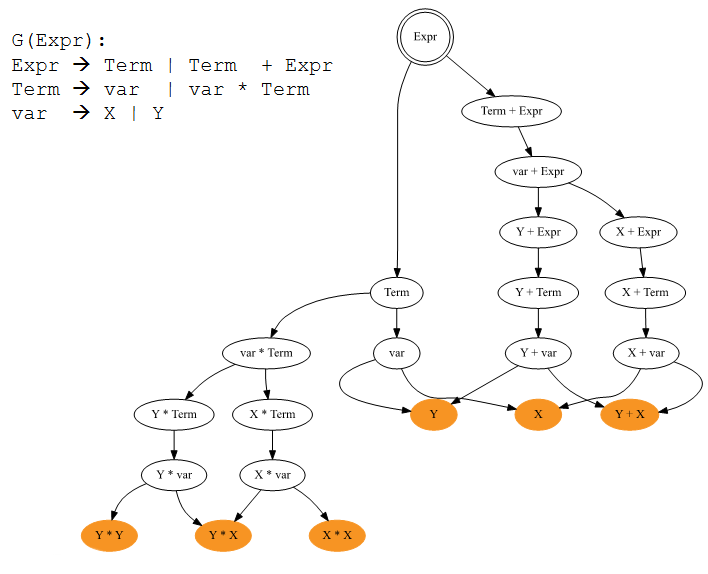 G(Expr):
Expr → Term | Term + Expr
Term → var | var * Term
var → X | Y
Expr
Term + Expr
var + Expr
Y + Expr
X + Expr
Term
Y + Term
X + Term
var * Term
var
Y + var
X + var
Y * Term
X * Term
Y
X
Y + X
Y * var
X * var
Y * Y
Y * X
X * X